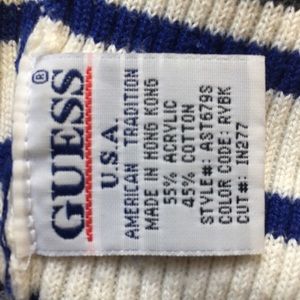 GUESS®
U.S.A.
AMERICAN TRADITION
MADE IN HONG KONG
55% ACRYLIC
45% COTTON
STYLE#: AST679S
COLOR CODE: RYBK
CUT#: IN277